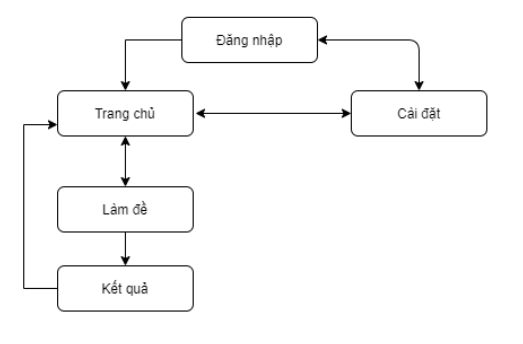 Đăng nhập
Trang chủ
Cài đặt
Làm đề
Kết quả